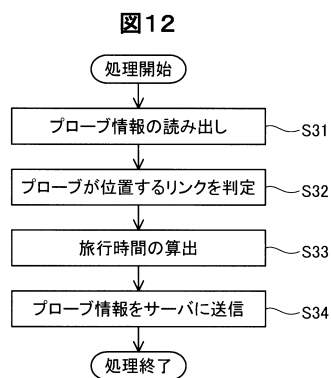 図12
処理開始
プローブ情報の読み出し
S31
プローブが位置するリンクを判定
S32
旅行時間の算出
S33
プローブ情報をサーバに送信
S34
処理終了